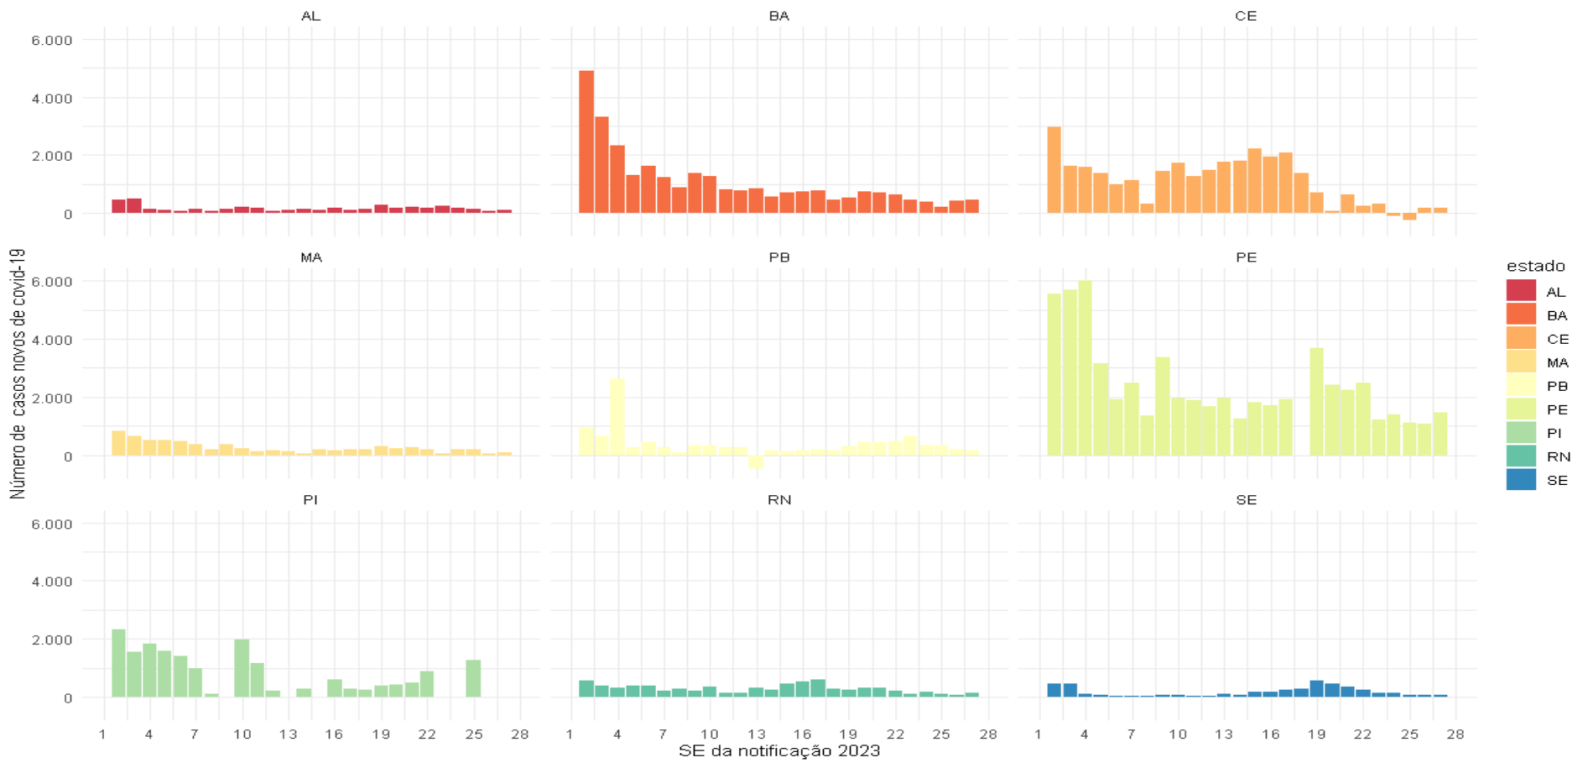 AL BA CE
6.000
4.000
2.000
0
MA PB PE
6.000
4.000
2.000
0
PI RN SE
6.000
4.000
2.000
0
1 4 7 10 13 16 19 22 25 28 1 4 7 10 13 16 19 22 25 28 1 4 7 10 13 16 19 22 25 28
SE da notificação 2023
Número de casos novos de covid-19
estado
AL
BA
CE
MA
PB
PE
PI
RN
SE